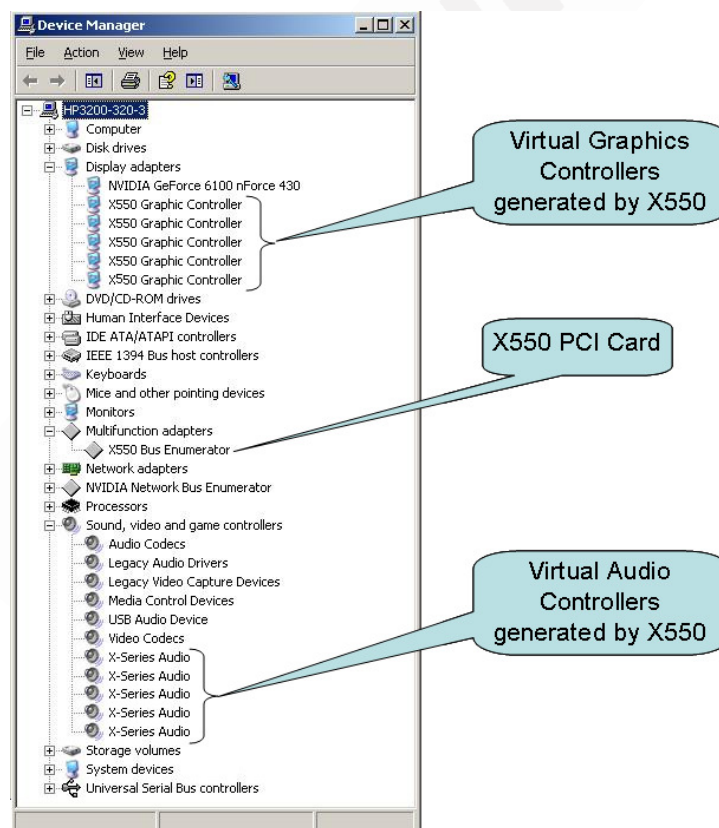 Device Manager
File Action View Help
HP3200-320-3
Computer
Disk drives
Display adapters
NVIDIA GeForce 6100 nForce 430
X550 Graphic Controller
X550 Graphic Controller
X550 Graphic Controller
X550 Graphic Controller
X550 Graphic Controller
DVD/CD-ROM drives
Human Interface Devices
IDE ATA/ATAPI controllers
IEEE 1394 Bus host controllers
Keyboards
Mice and other pointing devices
Monitors
Multifunction adapters
X550 Bus Enumerator
Network adapters
NVIDIA Network Bus Enumerator
Processors
Sound, video and game controllers
Audio Codecs
Legacy Audio Drivers
Legacy Video Capture Devices
Media Control Devices
USB Audio Device
Video Codecs
X-Series Audio
X-Series Audio
X-Series Audio
X-Series Audio
X-Series Audio
Storage volumes
System devices
Universal Serial Bus controllers
Virtual Graphics
Controllers
generated by X550
X550 PCI Card
Virtual Audio
Controllers
generated by X550